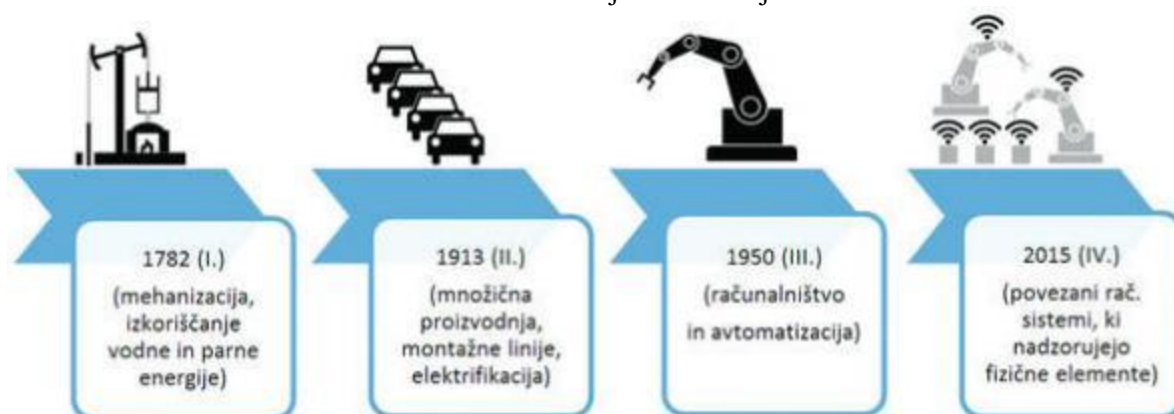 1782 (I.)
(mehanizacija,
izkoriščanje
vodne in parne
energije)
1913 (II.)
(množična
proizvodnja,
montažne linije,
elektrifikacija)
1950 (III.)
(računalništvo
in avtomatizacija)
2015 (IV.)
(povezani rač.
sistemi, ki
nadzorujejo
fizične elemente)